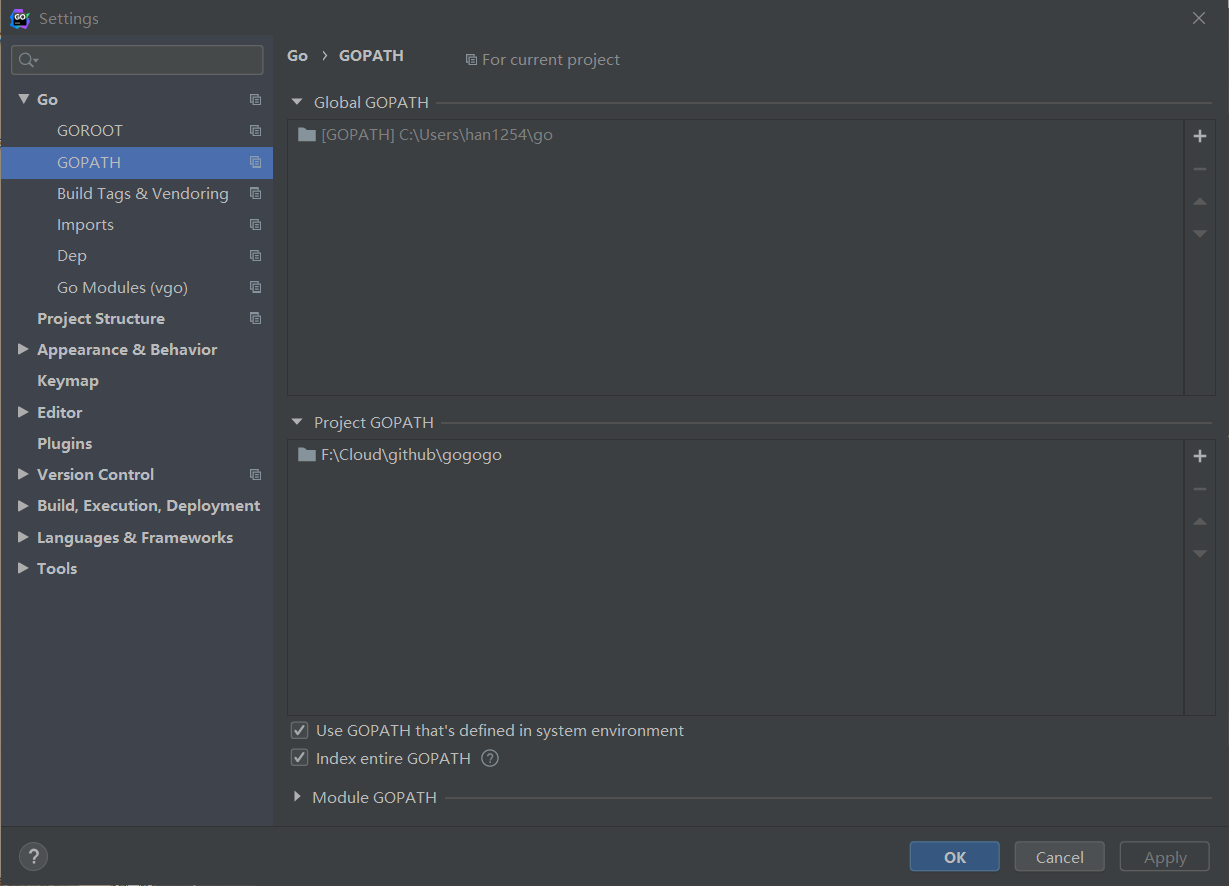 Settings
Go
GOROOT
GOPATH
Build Tags & Vendoring
Imports
Dep
Go Modules (vgo)
Project Structure
Appearance & Behavior
Keymap
Editor
Plugins
Version Control
Build, Execution, Deployment
Languages & Frameworks
Tools
Go › GOPATH For current project
Global GOPATH
[GOPATH] C:\Users\han1254\go
Project GOPATH
F:\Cloud\github\gogogo
Use GOPATH that's defined in system environment
Index entire GOPATH ?
Module GOPATH
? OK Cancel Apply